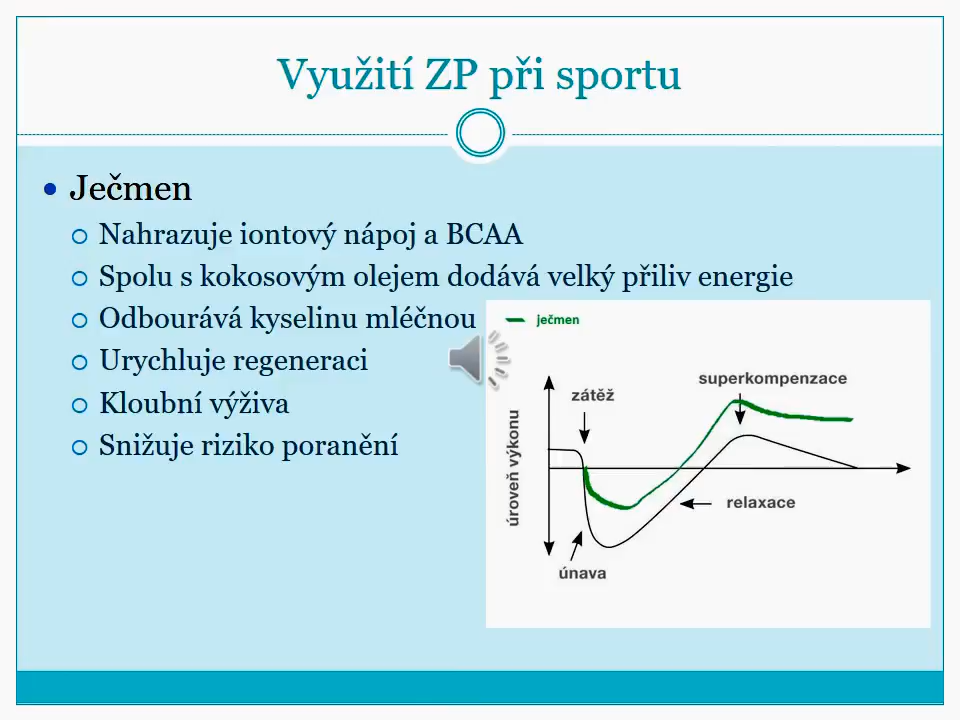 Využití ZP při sportu
Ječmen
Nahrazuje iontový nápoj a BCAA
Spolu s kokosovým olejem dodává velký přiliv energie
Odbourává kyselinu mléčnou
Urychluje regeneraci
Kloubní výživa
Snižuje riziko poranění
ječmen
superkompenzace
zátěž
úroveň výkonu
relaxace
únava